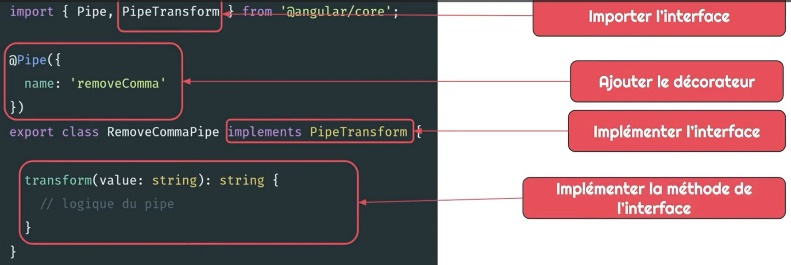 import { Pipe, PipeTransform } from '@angular/core';
Importer l'interface
@Pipe({
name: 'removeComma'
})
Ajouter le décorateur
export class RemoveCommaPipe implements PipeTransform {
Implémenter l'interface
transform(value: string): string {
// logique du pipe
}
}
Implémenter la méthode de
l'interface